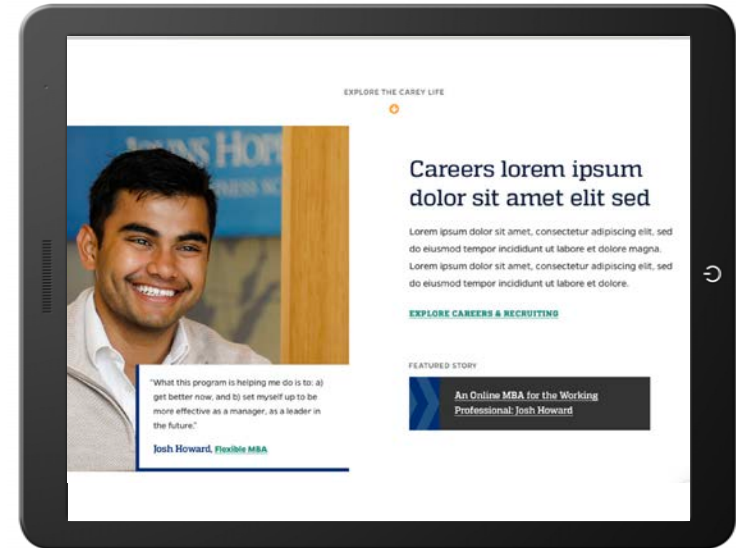 EXPLORE THE CAREY LIFE
Careers lorem ipsum
dolor sit amet elit sed
Lorem ipsum dolor sit amet, consectetur adipiscing elit, sed
do eiusmod tempor incididunt ut labore et dolore magna.
Lorem ipsum dolor sit amet, consectetur adipiscing elit, sed
do eiusmod tempor incididunt ut labore et dolore.
EXPLORE CAREERS & RECRUITING
"What this program is helping me do is to: a)
get better now, and b) set myself up to be
more effective as a manager, as a leader in
the future."
Josh Howard, Flexible MBA
FEATURED STORY
An Online MBA for the Working
Professional: Josh Howard